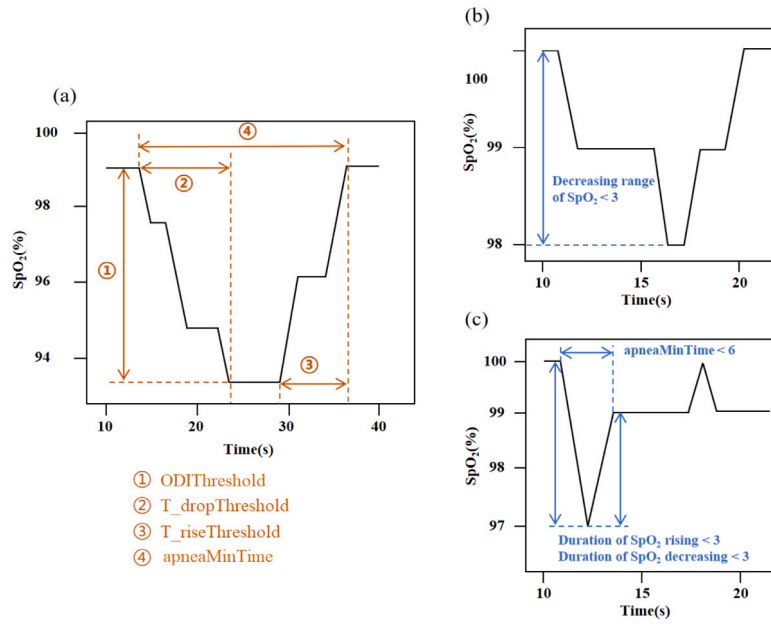 (a)
100
98
96
94
SpO₂(%)
10
20
30
40
Time(s)
④
②
①
③
① ODIThreshold
② T_dropThreshold
③ T_riseThreshold
④ apneaMinTime
(b)
100
99
98
SpO₂(%)
Decreasing range
of SpO₂ < 3
10
15
20
Time(s)
(c)
100
99
98
97
SpO₂(%)
apneaMinTime < 6
Duration of SpO₂ rising < 3
Duration of SpO₂ decreasing < 3
10
15
20
Time(s)